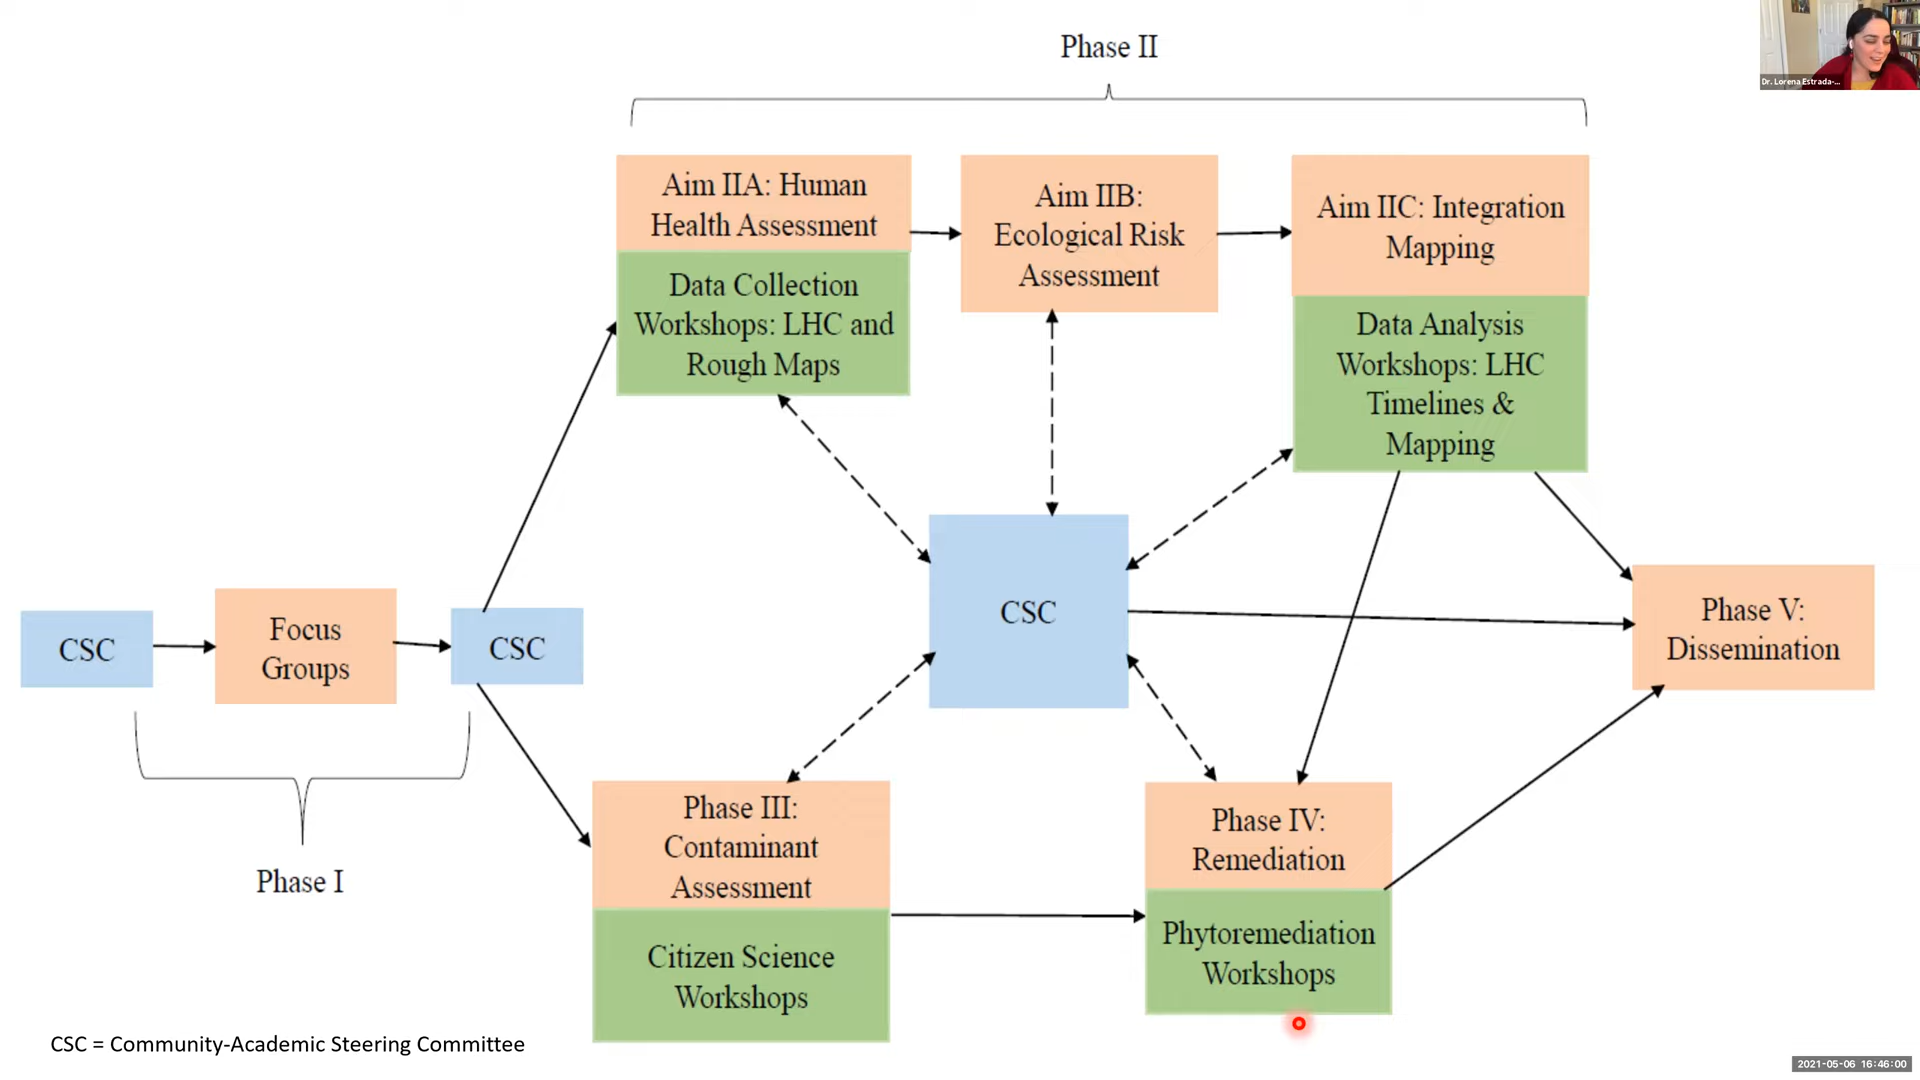 Phase II
Dr. Lorena Estrada-...
Aim IIA: Human
Health Assessment
Data Collection
Workshops: LHC and
Rough Maps
Aim IIB:
Ecological Risk
Assessment
Aim IIC: Integration
Mapping
Data Analysis
Workshops: LHC
Timelines &
Mapping
CSC
Focus
Groups
CSC
CSC
Phase V:
Dissemination
Phase I
Phase III:
Contaminant
Assessment
Citizen Science
Workshops
Phase IV:
Remediation
Phytoremediation
Workshops
CSC = Community-Academic Steering Committee
2021-05-06 16:46:00